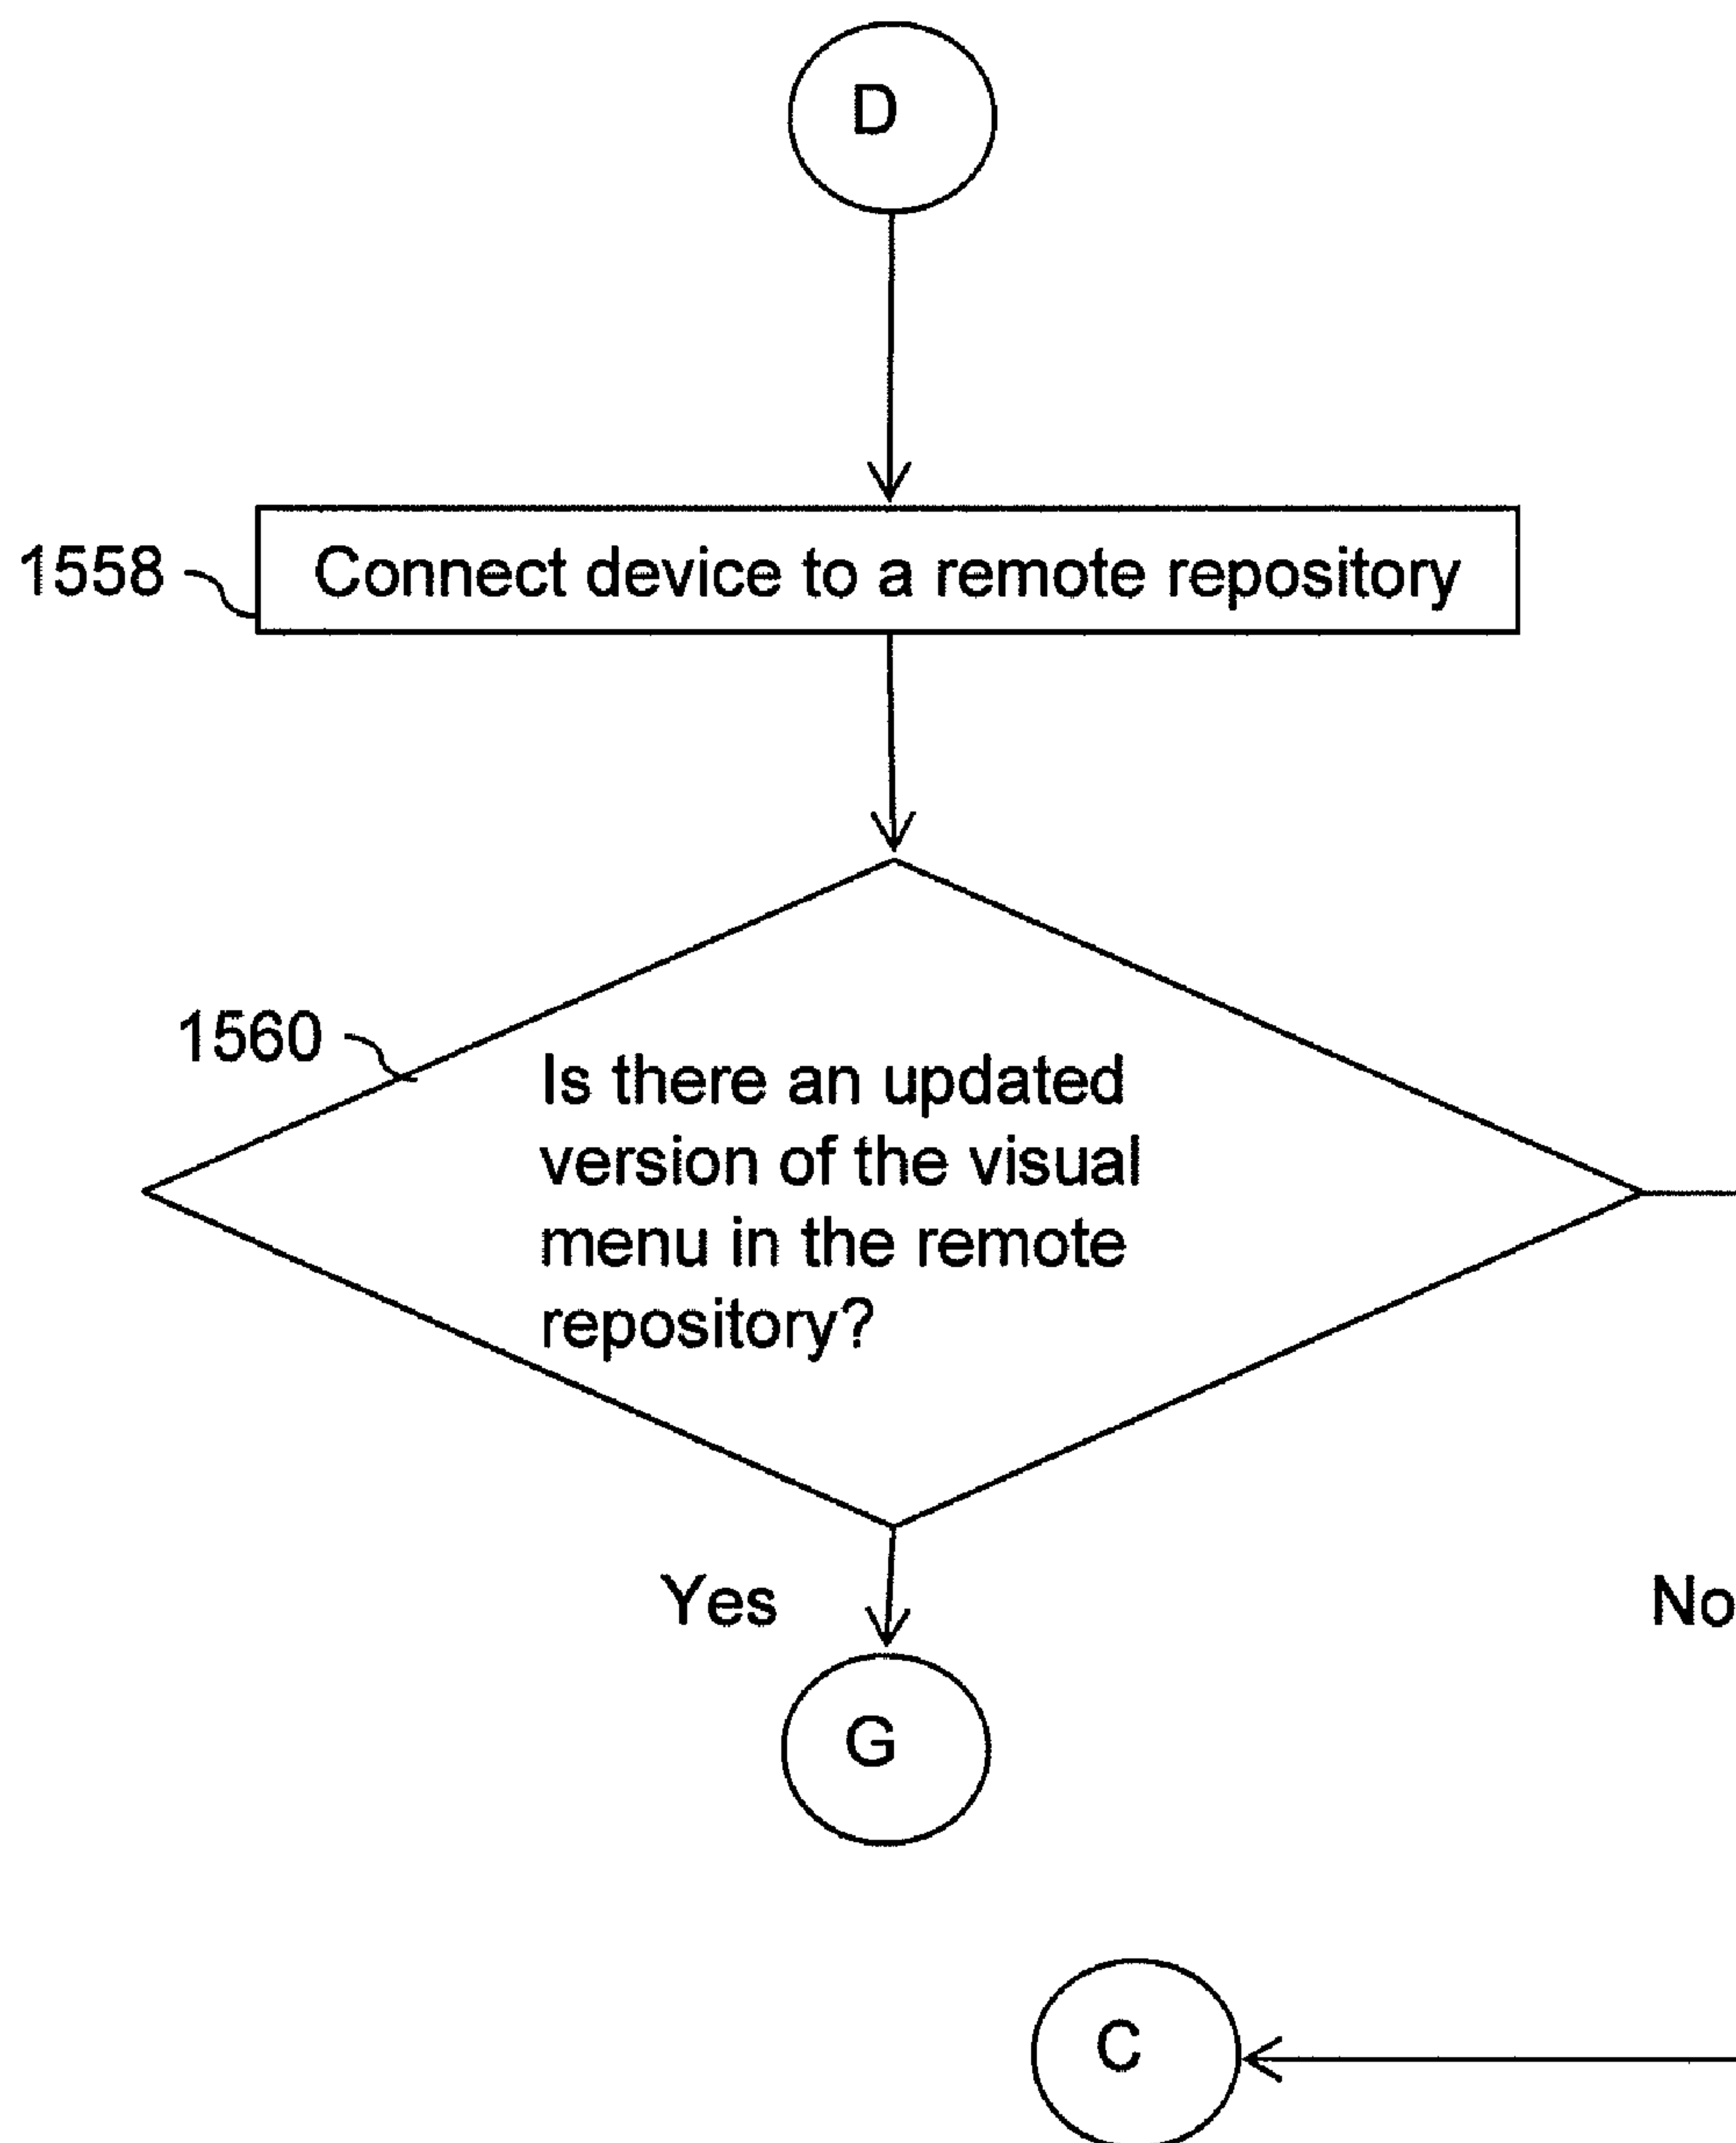 D
1558
Connect device to a remote repository
1560
Is there an updated
version of the visual
menu in the remote
repository?
Yes
No
G
C